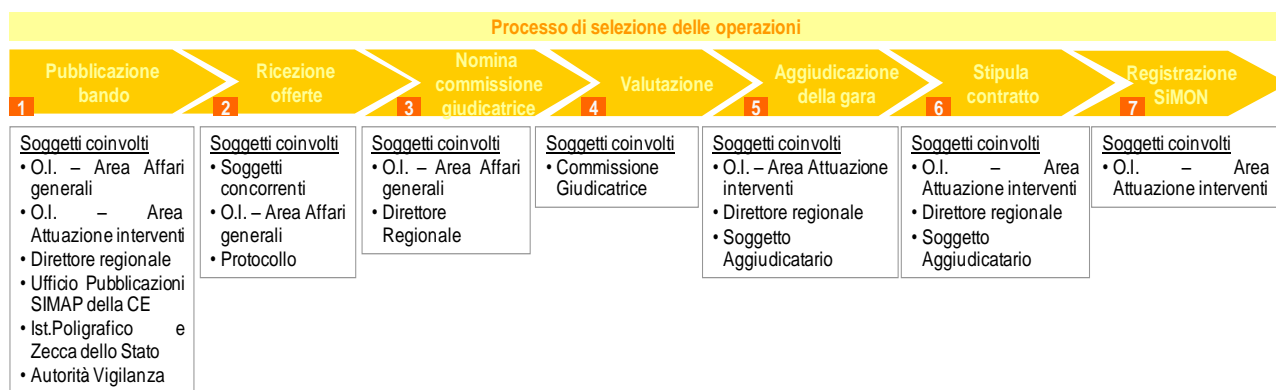 Processo di selezione delle operazioni
Pubblicazione
bando
1
Ricezione
offerte
2
Nomina
commissione
giudicatrice
3
Valutazione
4
Aggiudicazione
della gara
5
Stipula
contratto
6
Registrazione
SiMON
7
Soggetti coinvolti
• O.I. – Area Affari
generali
• O.I. – Area
Attuazione interventi
• Direttore regionale
• Ufficio Pubblicazioni
SIMAP della CE
• Ist.Poligrafico e
Zecca dello Stato
• Autorità Vigilanza
Soggetti coinvolti
• Soggetti
concorrenti
• O.I. – Area Affari
generali
• Protocollo
Soggetti coinvolti
• O.I. – Area Affari
generali
• Direttore
Regionale
Soggetti coinvolti
• Commissione
Giudicatrice
Soggetti coinvolti
• O.I. – Area Attuazione
interventi
• Direttore regionale
• Soggetto
Aggiudicatario
Soggetti coinvolti
• O.I. – Area
Attuazione interventi
• Direttore regionale
• Soggetto
Aggiudicatario
Soggetti coinvolti
• O.I. – Area
Attuazione interventi